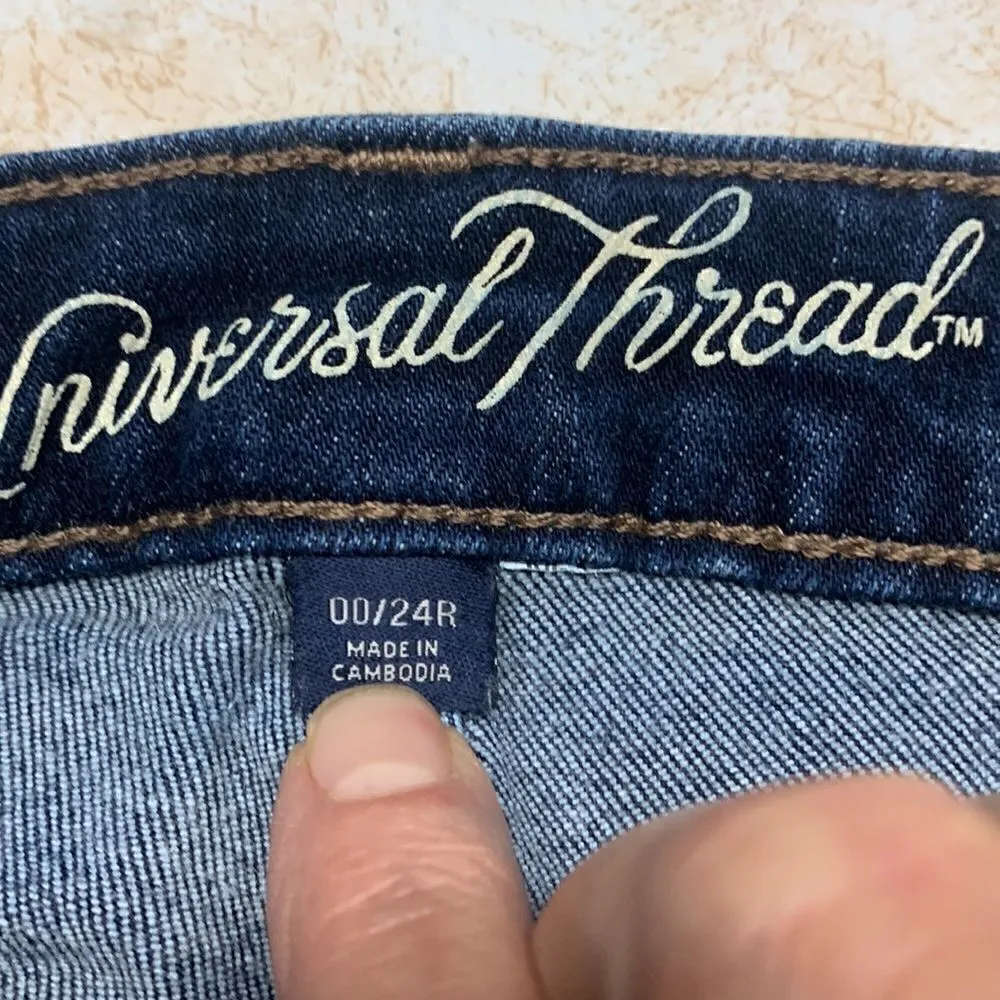 Universal Thread™
00/24R
MADE IN
CAMBODIA